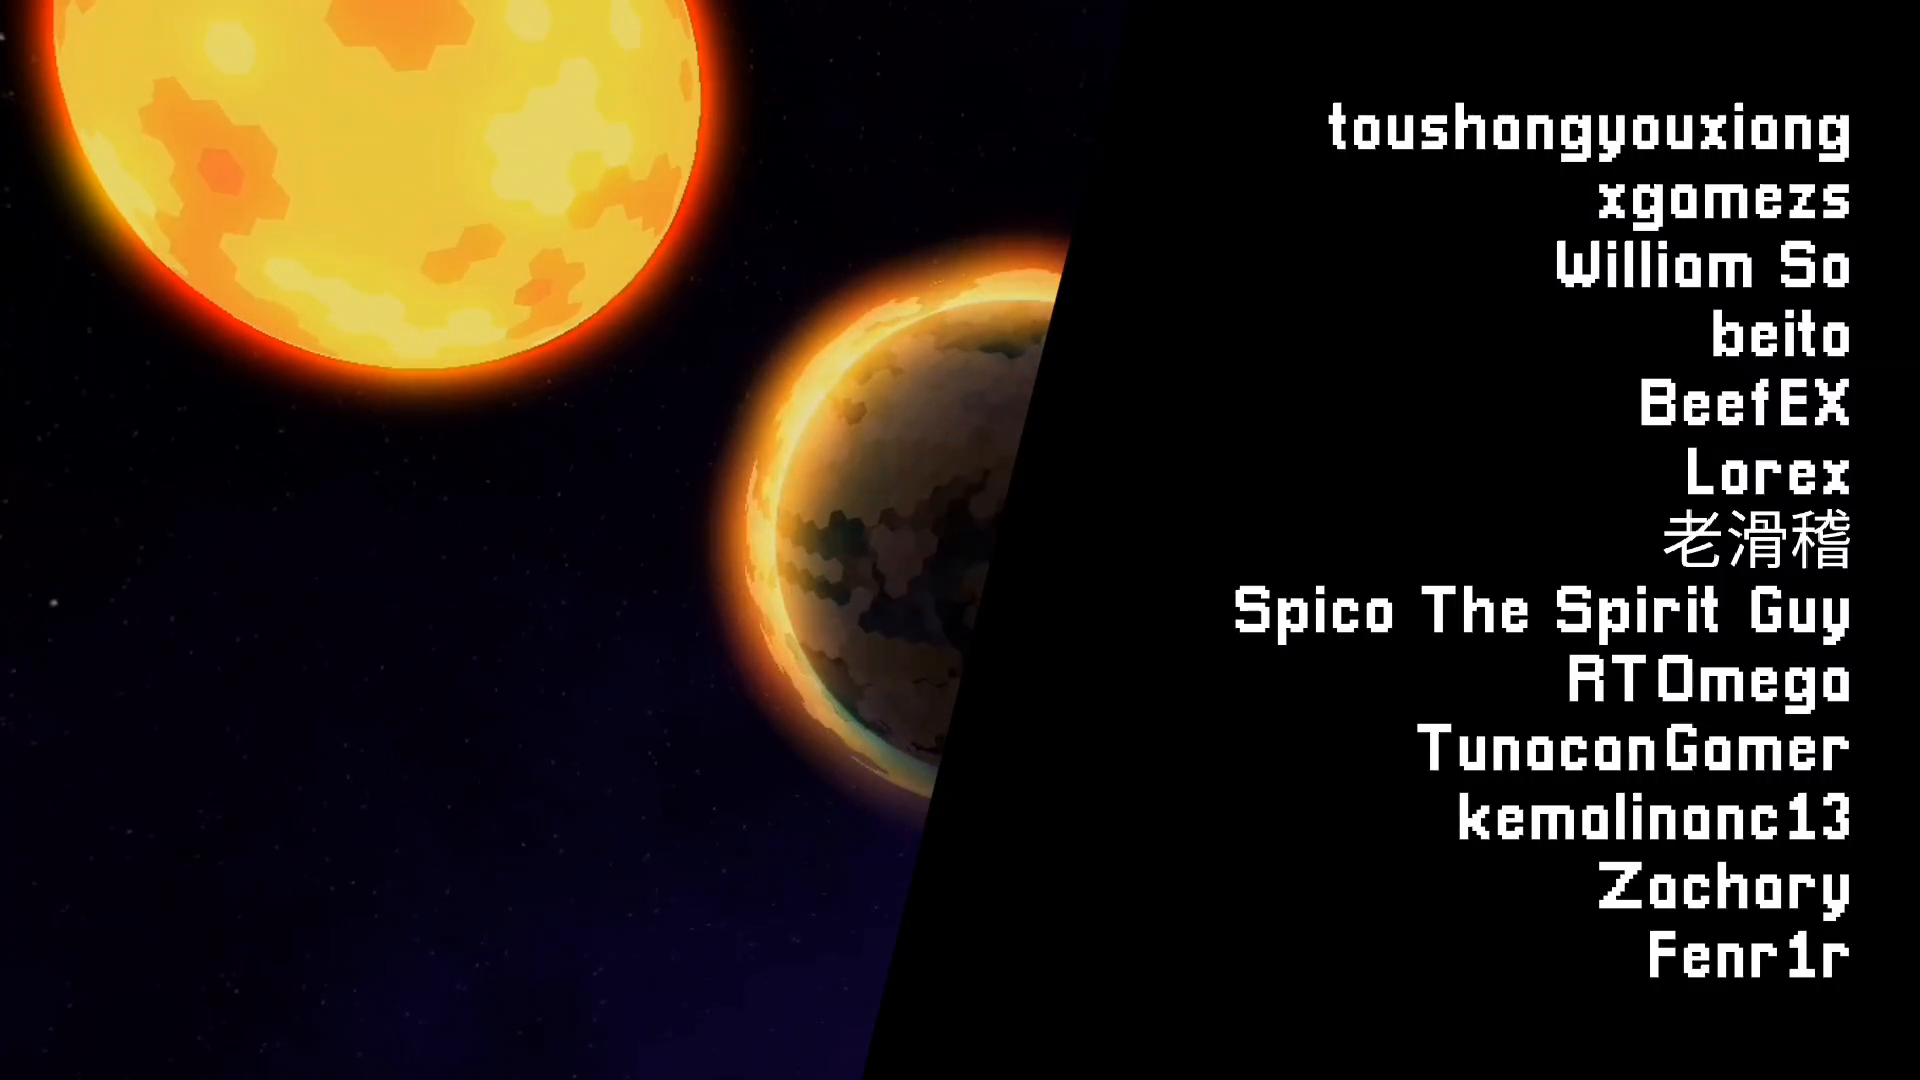 toushangyouxiang
xgamezs
William So
beito
BeefEX
Lorex
老滑稽
Spico The Spirit Guy
RTOmega
TunacanGamer
kemalinanc13
Zachary
Fenr1r